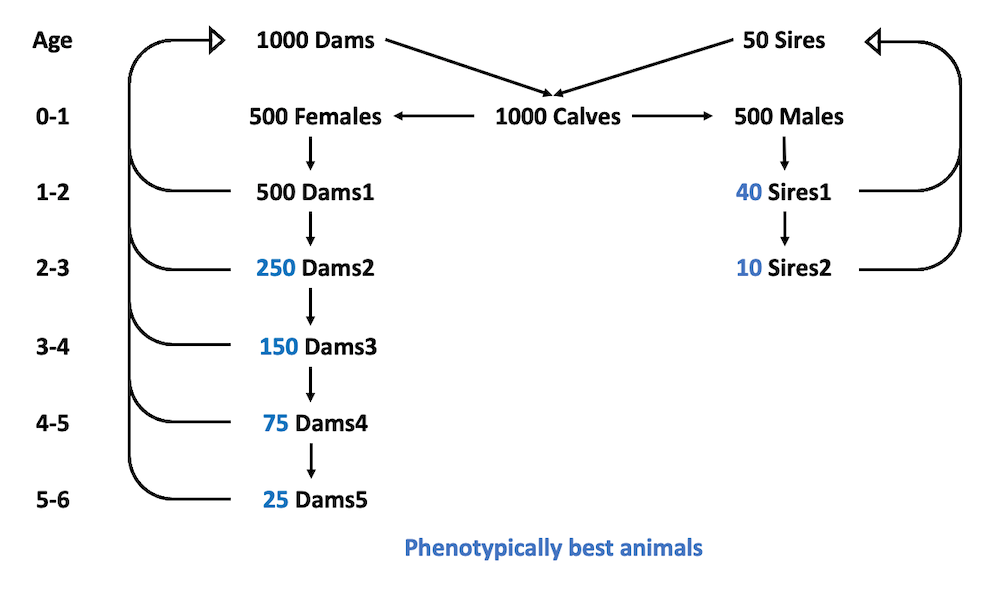 Age 1000 Dams 50 Sires
0-1 500 Females 1000 Calves 500 Males
1-2 500 Dams1 40 Sires1
2-3 250 Dams2 10 Sires2
3-4 150 Dams3
4-5 75 Dams4
5-6 25 Dams5
Phenotypically best animals